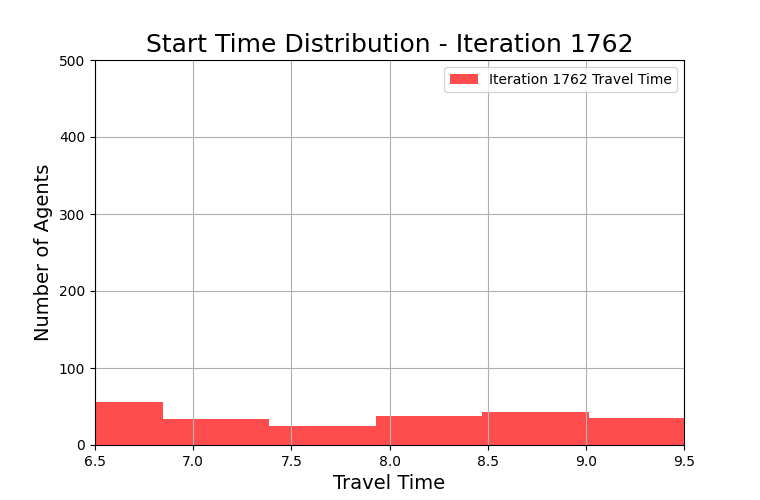 Start Time Distribution - Iteration 1762
Iteration 1762 Travel Time
Number of Agents
500
400
300
200
100
0
6.5 7.0 7.5 8.0 8.5 9.0 9.5
Travel Time